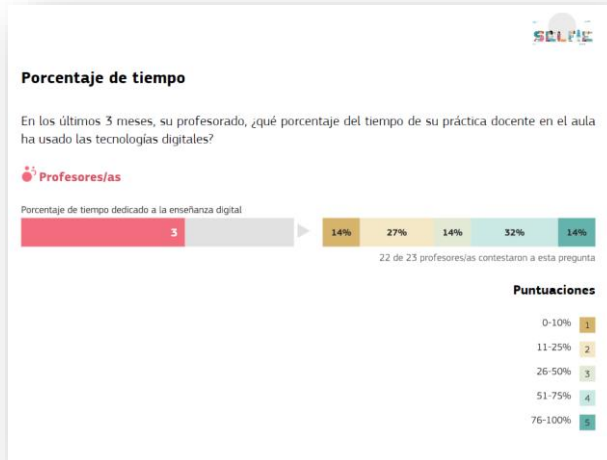 SELFIE
Porcentaje de tiempo
En los últimos 3 meses, su profesorado, ¿qué porcentaje del tiempo de su práctica docente en el aula
ha usado las tecnologías digitales?
Profesores/as
Porcentaje de tiempo dedicado a la enseñanza digital
3 14% 27% 14% 32% 14%
22 de 23 profesores/as contestaron a esta pregunta
Puntuaciones
0-10% 1
11-25% 2
26-50% 3
51-75% 4
76-100% 5